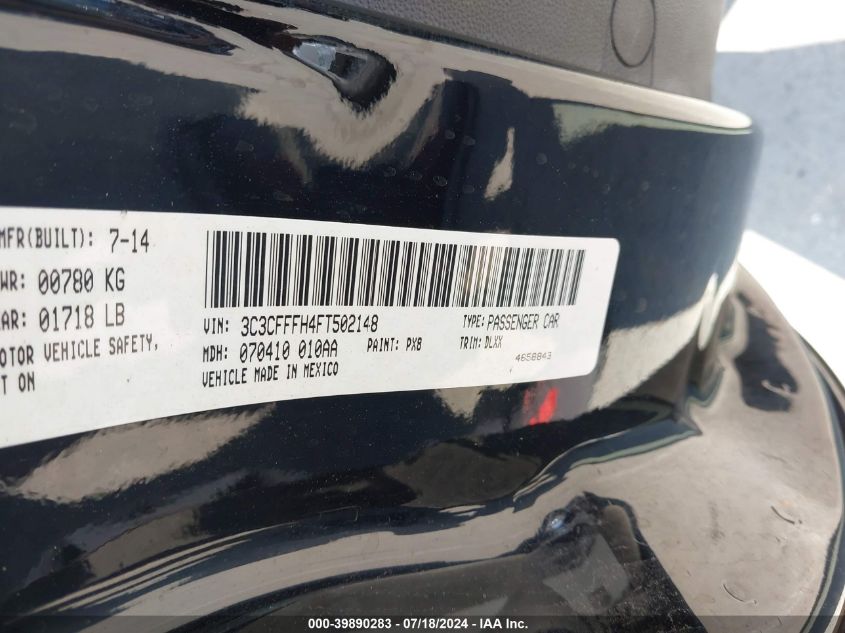 MFR(BUILT): 7-14
WR: 00780 KG
AR: 01718 LB
OTOR VEHICLE SAFETY,
T ON
VIN: 3C3CFFFH4FT502148
TYPE: PASSENGER CAR
MDH: 070410 010AA
PAINT: PX8
TRIM: DLXX
VEHICLE MADE IN MEXICO
4658843
000-39890283 - 07/18/2024 - IAA Inc.